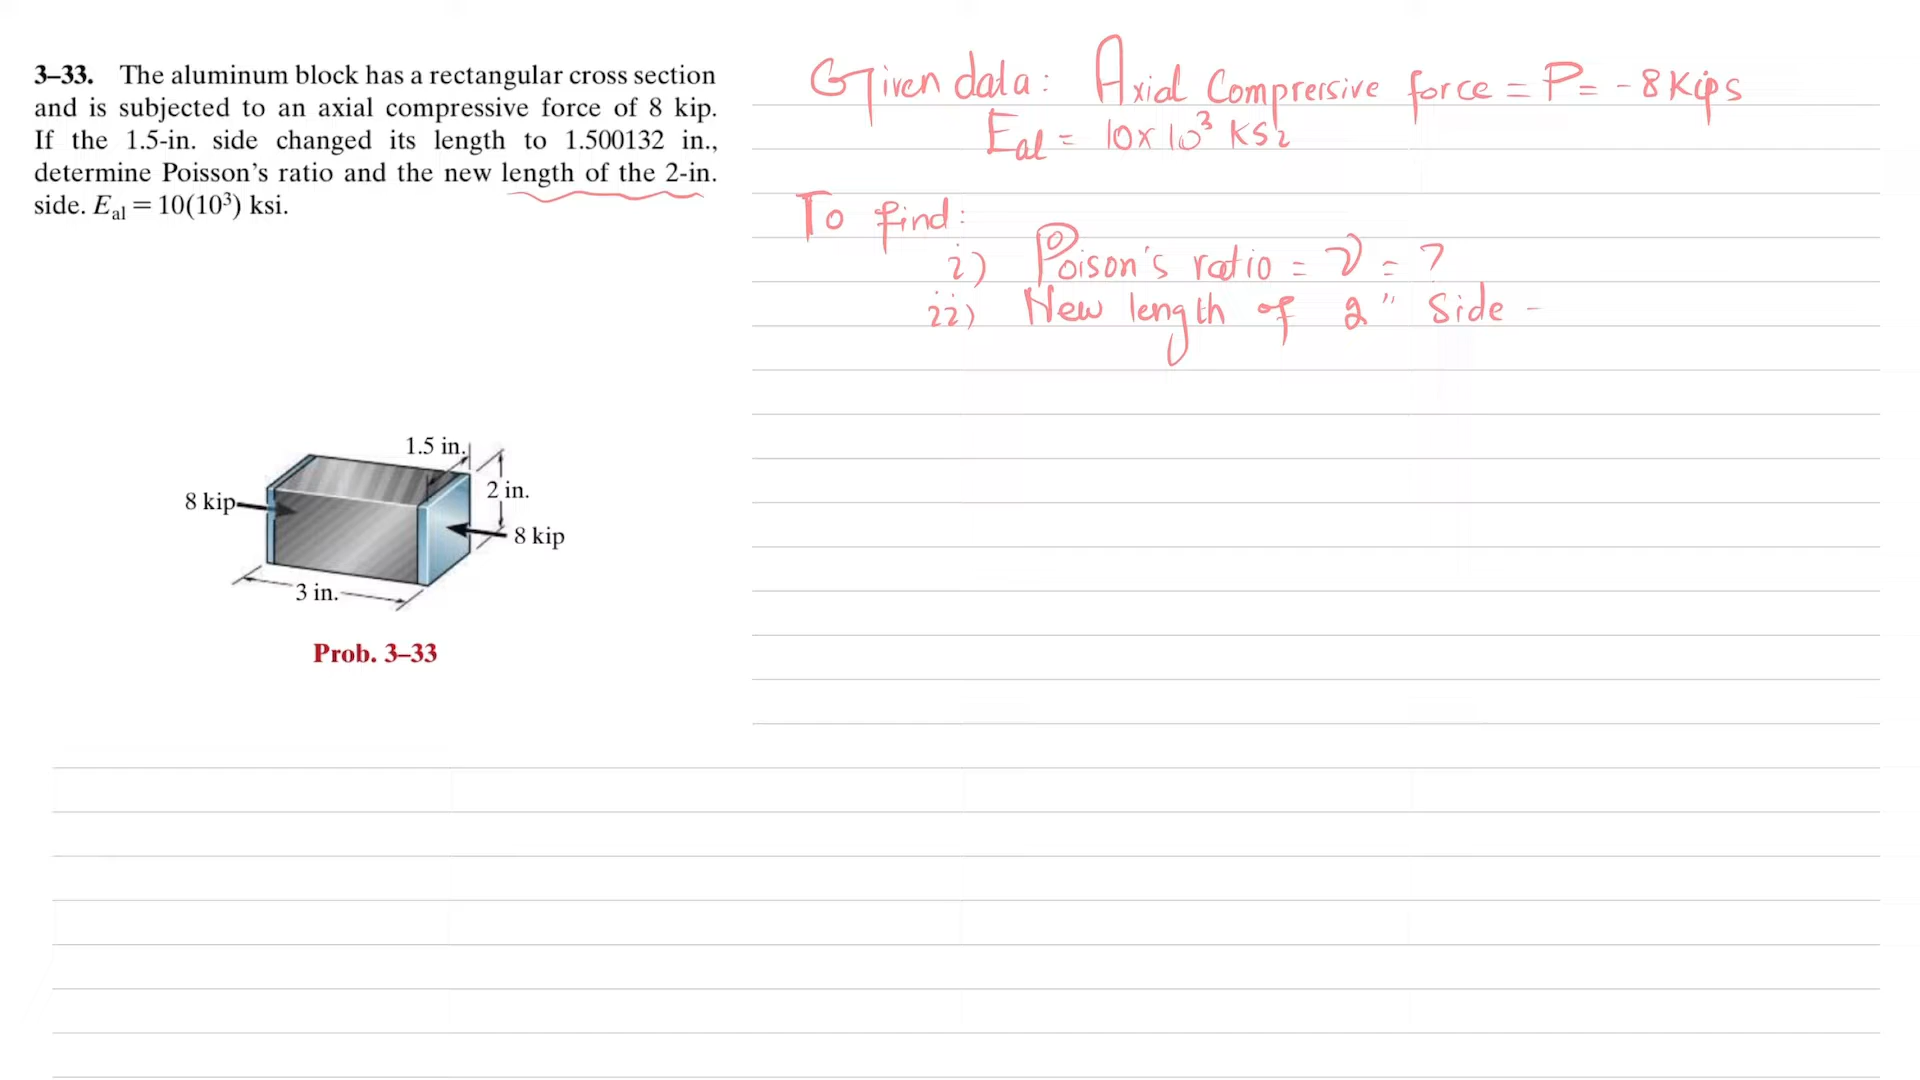 3–33. The aluminum block has a rectangular cross section
and is subjected to an axial compressive force of 8 kip.
If the 1.5-in. side changed its length to 1.500132 in.,
determine Poisson's ratio and the new length of the 2-in.
side. Eal = 10(10³) ksi.
Given data: Axial Compressive force = P = - 8 Kips
Eal = 10 x 10³ Ksi
To find:
i) Poison's ratio = ν = ?
ii) New length of 2" Side -
1.5 in.
2 in.
8 kip
8 kip
3 in.
Prob. 3–33